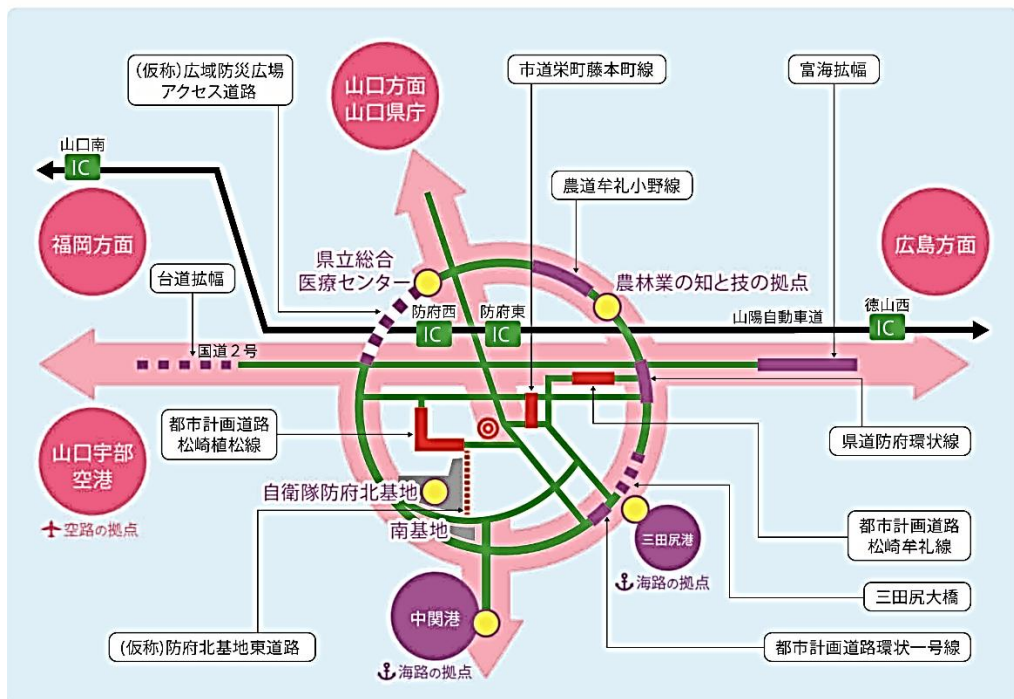 (仮称)広域防災広場
アクセス道路
山口方面
山口県庁
市道栄町藤本町線
富海拡幅
山口南
IC
農道牟礼小野線
福岡方面
広島方面
県立総合
医療センター
農林業の知と技の拠点
台道拡幅
防府西
IC
防府東
IC
山陽自動車道
徳山西
IC
国道2号
都市計画道路
松崎植松線
県道防府環状線
山口宇部
空港
空路の拠点
自衛隊防府北基地
南基地
三田尻港
海路の拠点
都市計画道路
松崎牟礼線
中関港
海路の拠点
三田尻大橋
(仮称)防府北基地東道路
都市計画道路環状一号線